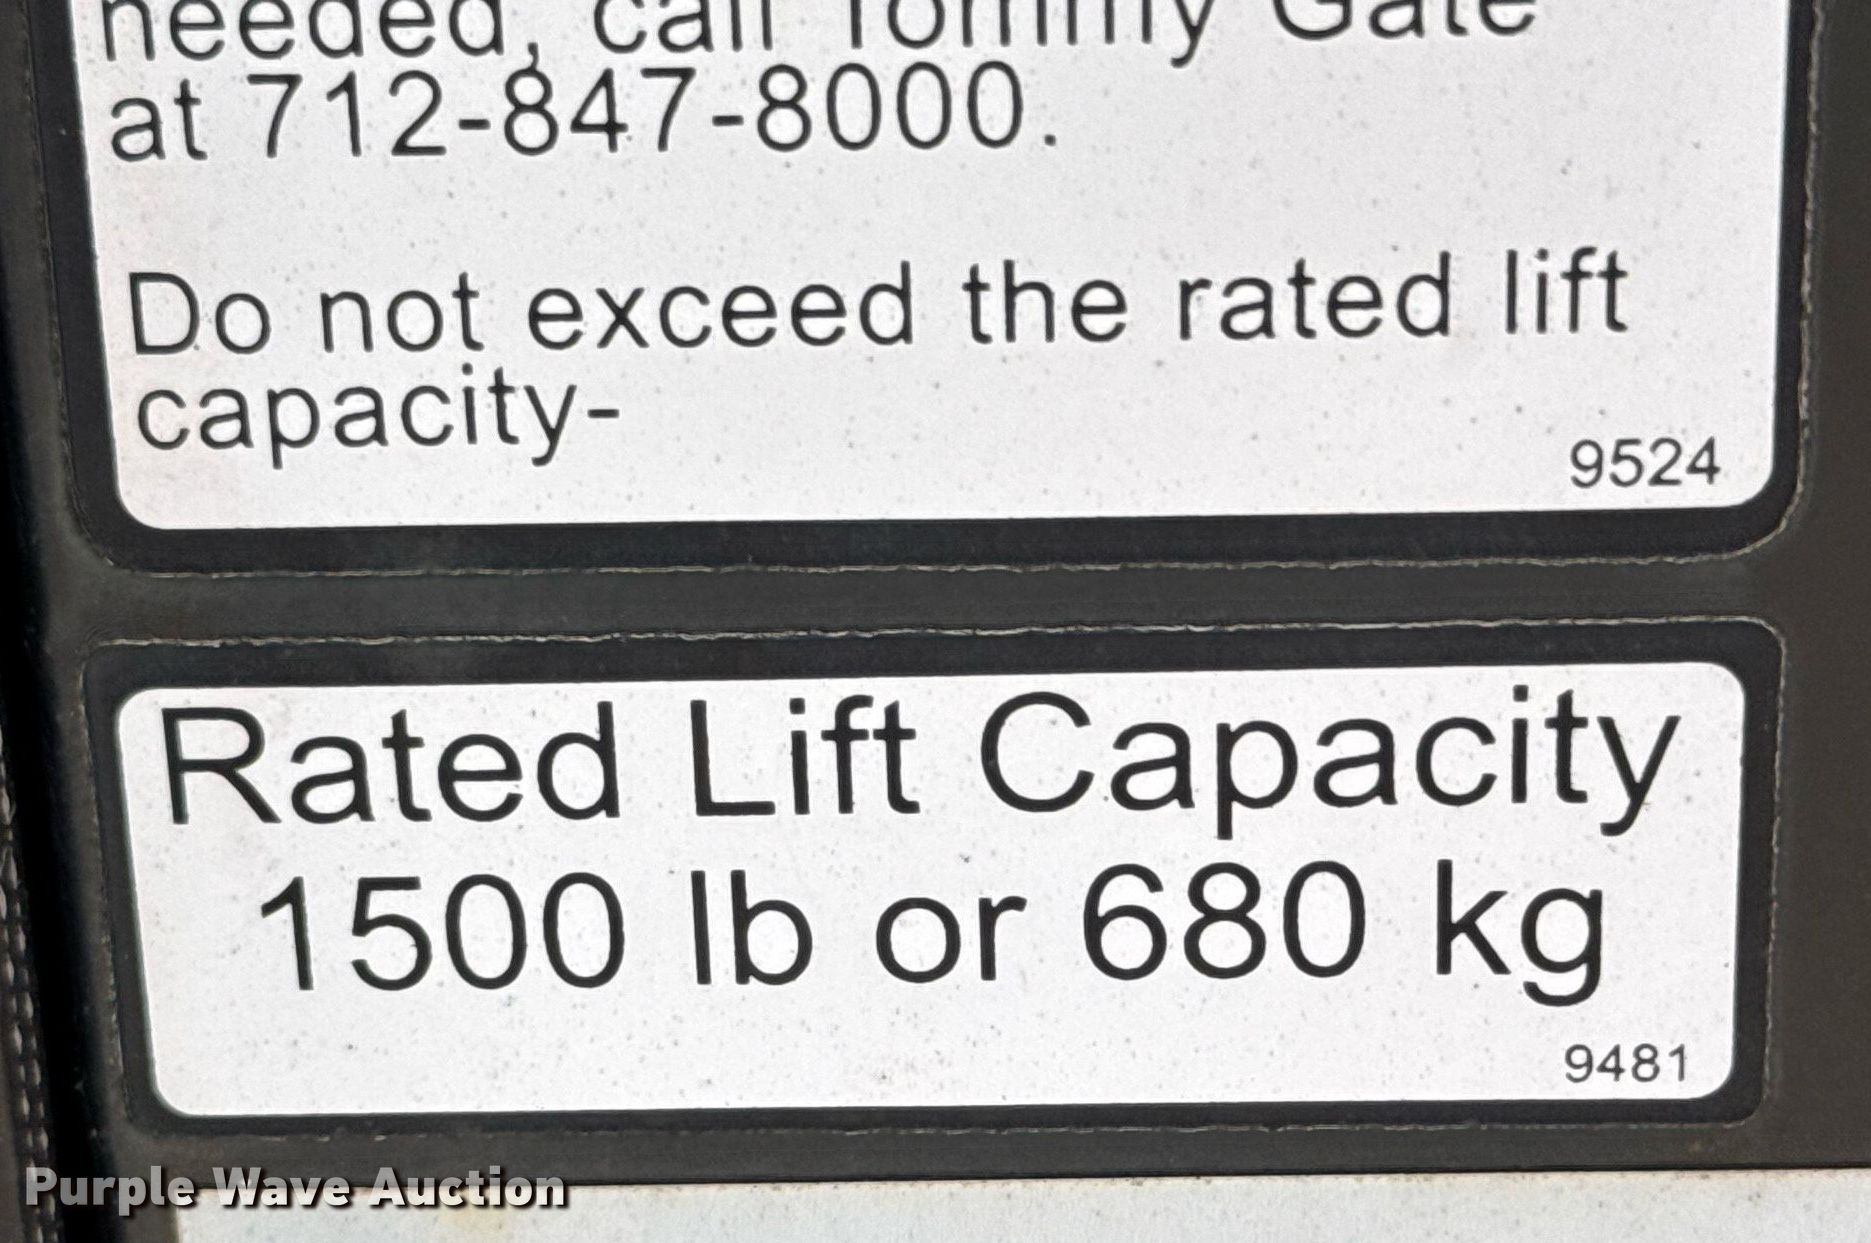 needed, call Tommy Gate
at 712-847-8000.
Do not exceed the rated lift
capacity-
9524
Rated Lift Capacity
1500 lb or 680 kg
9481
Purple Wave Auction